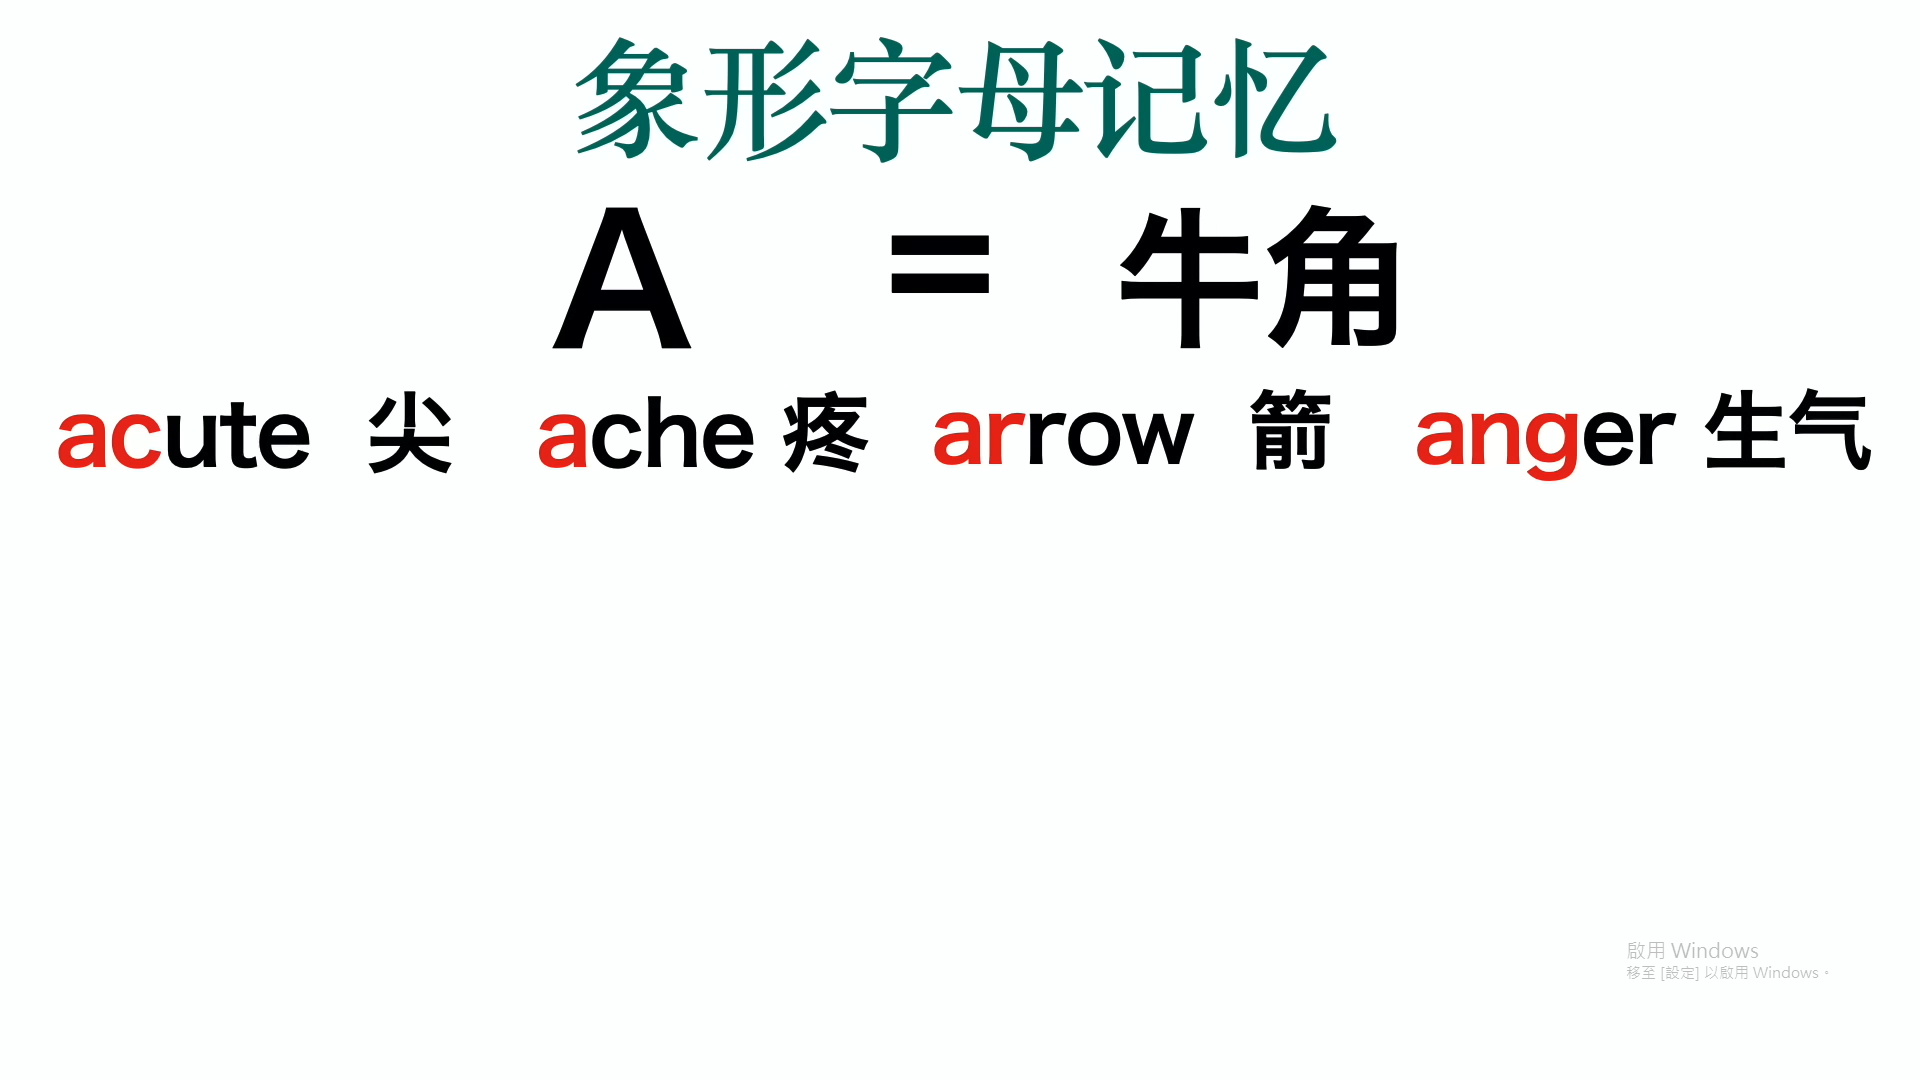 象形字母记忆
A = 牛角
acute 尖 ache 疼 arrow 箭 anger 生气
啟用 Windows
移至 [設定] 以啟用 Windows。